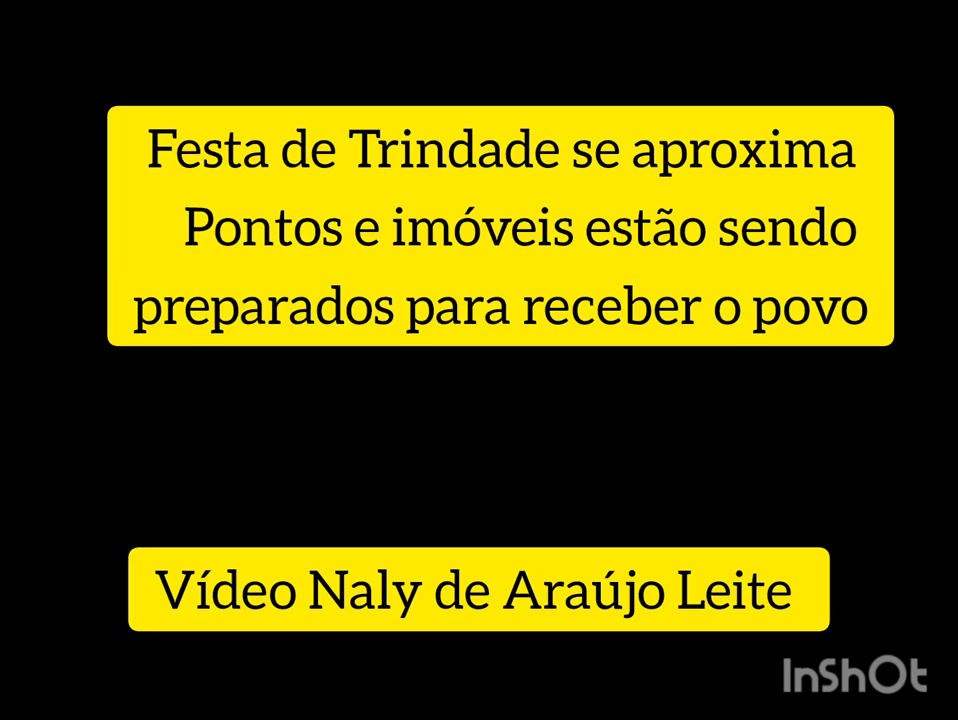 Festa de Trindade se aproxima
Pontos e imóveis estão sendo
preparados para receber o povo
Vídeo Naly de Araújo Leite
InShOt